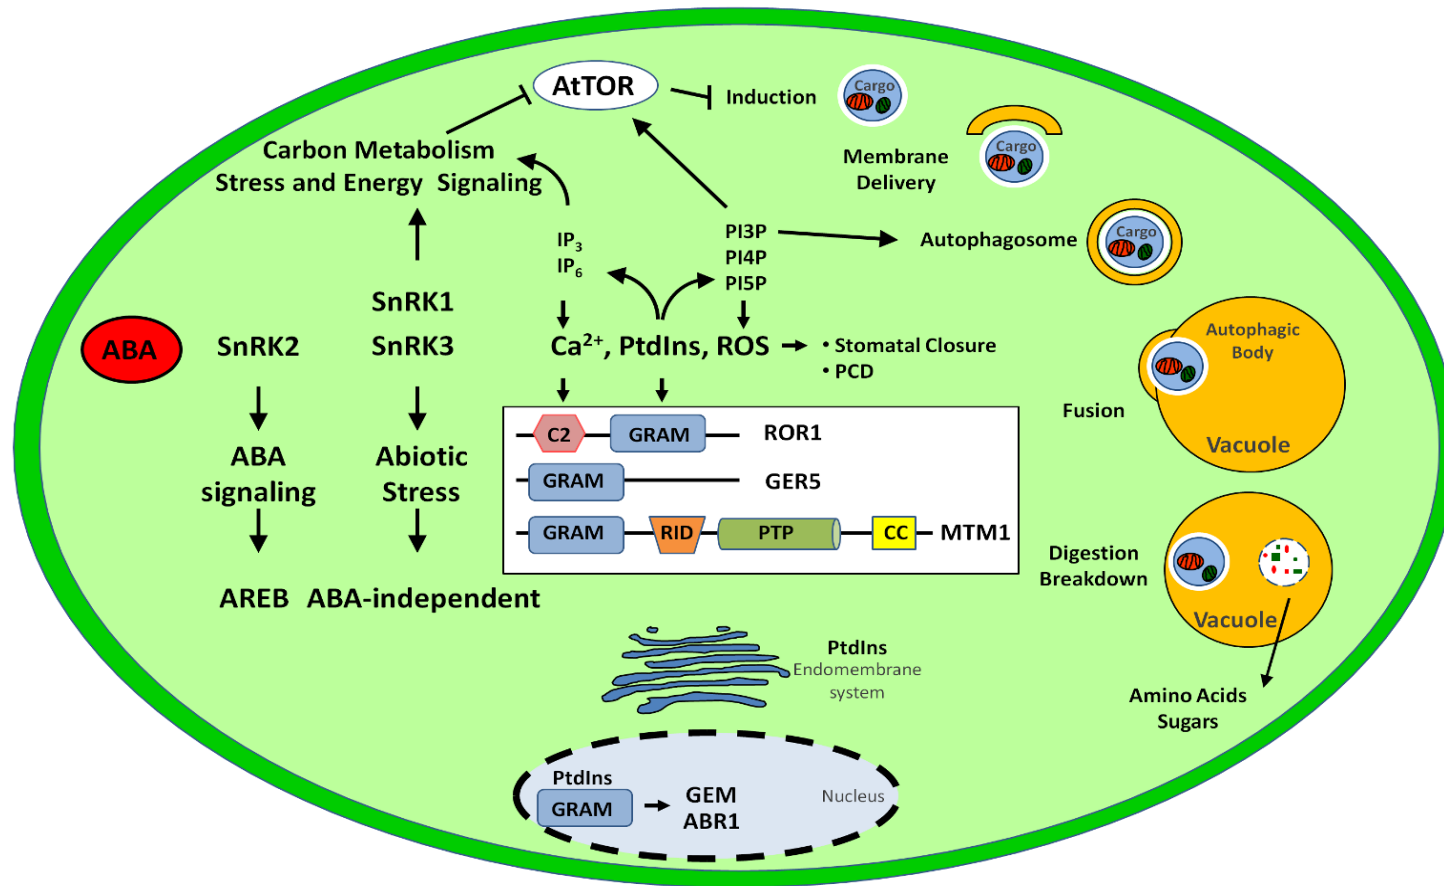 AtTOR
Induction
Cargo
Carbon Metabolism
Stress and Energy Signaling
Membrane
Delivery
Cargo
IP3
IP6
PI3P
PI4P
PI5P
Autophagosome
Cargo
SnRK1
ABA
SnRK2
SnRK3
Ca2+, PtdIns, ROS
• Stomatal Closure
• PCD
Autophagic
Body
Fusion
Vacuole
C2
GRAM
ROR1
GRAM
GER5
GRAM
RID
PTP
CC
MTM1
ABA
signaling
Abiotic
Stress
AREB
ABA-independent
Digestion
Breakdown
Vacuole
Amino Acids
Sugars
PtdIns
Endomembrane
system
PtdIns
GRAM
GEM
ABR1
Nucleus